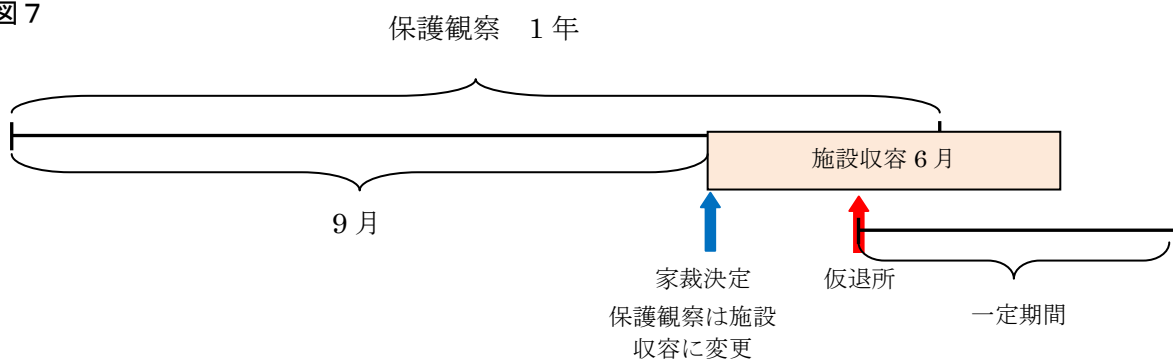 図7
保護観察　1年
施設収容6月
9月
家裁決定
保護観察は施設
収容に変更
仮退所
一定期間